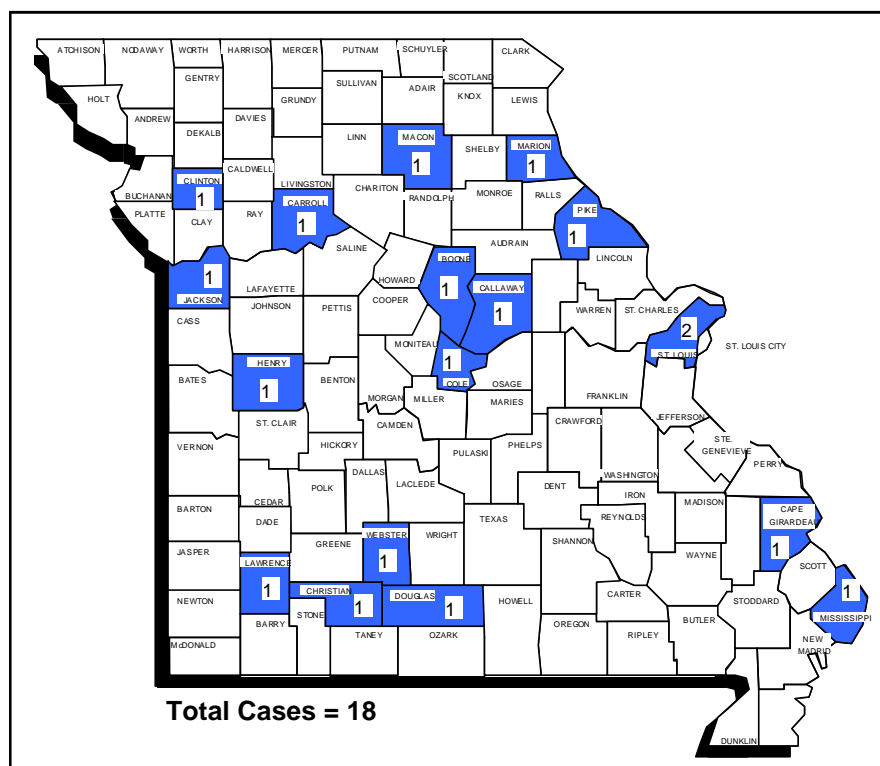 ATCHISON NODAWAY WORTH HARRISON MERCER PUTNAM SCHUYLER CLARK
SCOTLAND
GENTRY SULLIVAN ADAIR
HOLT GRUNDY KNOX LEWIS
ANDREW DAVIES
DEKALB LINN MACON SHELBY MARION
1 1
CALDWELL
CLINTON LIVINGSTON CHARITON MONROE RALLS
BUCHANAN 1 CARROLL RANDOLPH
PLATTE CLAY RAY 1 PIKE
1
SALINE AUDRAIN
BOONE LINCOLN
1 HOWARD
JACKSON LAFAYETTE 1 CALLAWAY
JOHNSON PETTIS COOPER 1 WARREN ST. CHARLES
CASS 2
MONITEAU ST. LOUIS ST. LOUIS CITY
HENRY 1
1 COLE OSAGE
BATES BENTON
MORGAN MILLER MARIES FRANKLIN
ST. CLAIR CAMDEN CRAWFORD JEFFERSON
VERNON HICKORY PULASKI PHELPS STE.
GENEVIEVE
PERRY
DALLAS LACLEDE WASHINGTON
CEDAR POLK DENT IRON
BARTON MADISON CAPE
GIRARDEAU
1
DADE TEXAS REYNOLDS
WEBSTER WRIGHT SHANNON
JASPER GREENE 1 WAYNE
LAWRENCE SCOTT
1 CHRISTIAN DOUGLAS 1
NEWTON 1 1 HOWELL CARTER STODDARD
STONE MISSISSIPPI
BARRY OREGON BUTLER
McDONALD TANEY OZARK RIPLEY NEW
MADRID
Total Cases = 18
DUNKLIN